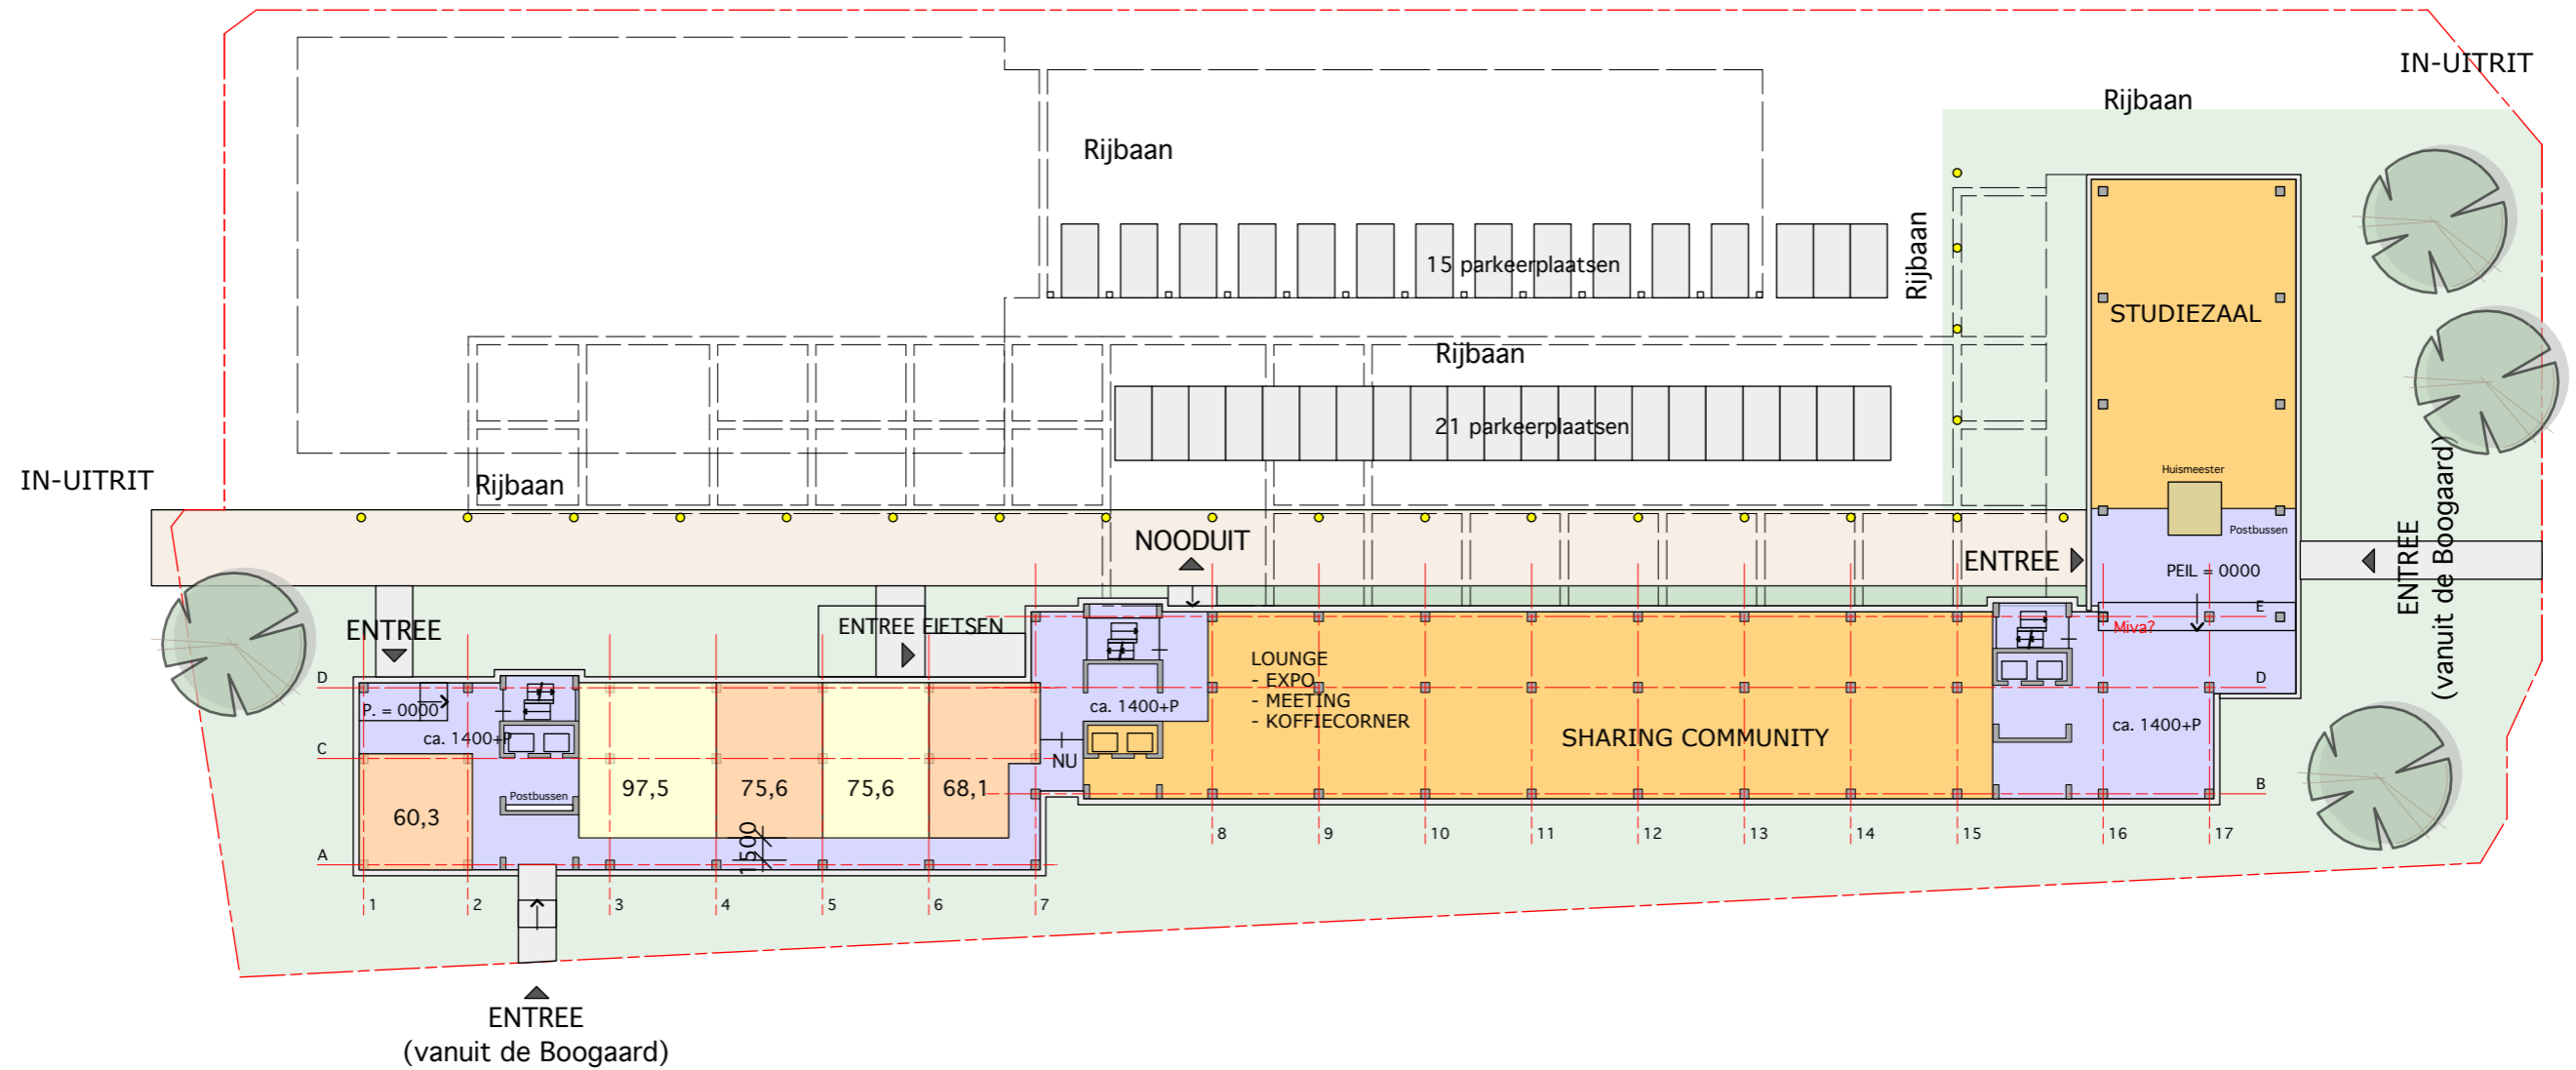 IN-UITRIT
Rijbaan
Rijbaan
Rijbaan
15 parkeerplaatsen
STUDIEZAAL
Rijbaan
21 parkeerplaatsen
Huismeester
IN-UITRIT
Rijbaan
Postbussen
NOODUIT
ENTREE
ENTREE
(vanuit de Boogaard)
PEIL = 0000
E
Miva?
ENTREE
ENTREE FIETSEN
LOUNGE
- EXPO
- MEETING
- KOFFIECORNER
D
D
P. = 0000
ca. 1400+P
ca. 1400+P
ca. 1400+P
SHARING COMMUNITY
C
NU
97,5
75,6
75,6
68,1
B
Postbussen
60,3
1500
A
8
9
10
11
12
13
14
15
16
17
1
2
3
4
5
6
7
ENTREE
(vanuit de Boogaard)